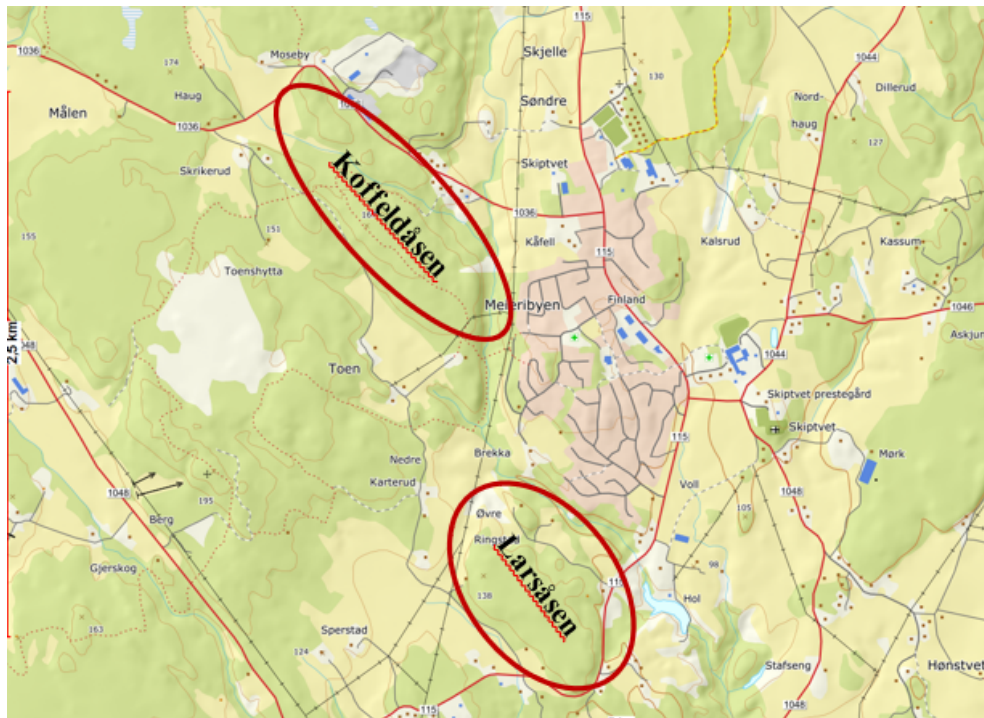 115
1036
Moseby
Skjelle
174
130
1044
Haug
Søndre
Nord-
haug
Dillerud
Målen
1036
127
Skrikerud
Skiptvet
Koffeldåsen
1036
155
151
Kåfell
115
Kalsrud
Kassum
Toenshytta
Meieribyen
Finland
1046
Askjum
2,5 km
1048
Toen
1044
Skiptvet prestegård
Skiptvet
115
Brekka
Mørk
Nedre
Karterud
Voll
1048
1048
195
105
Berg
Øvre
Ringstad
Larsåsen
98
Gjerskog
138
115
Hol
163
Sperstad
124
Stafseng
Hønstvet
115